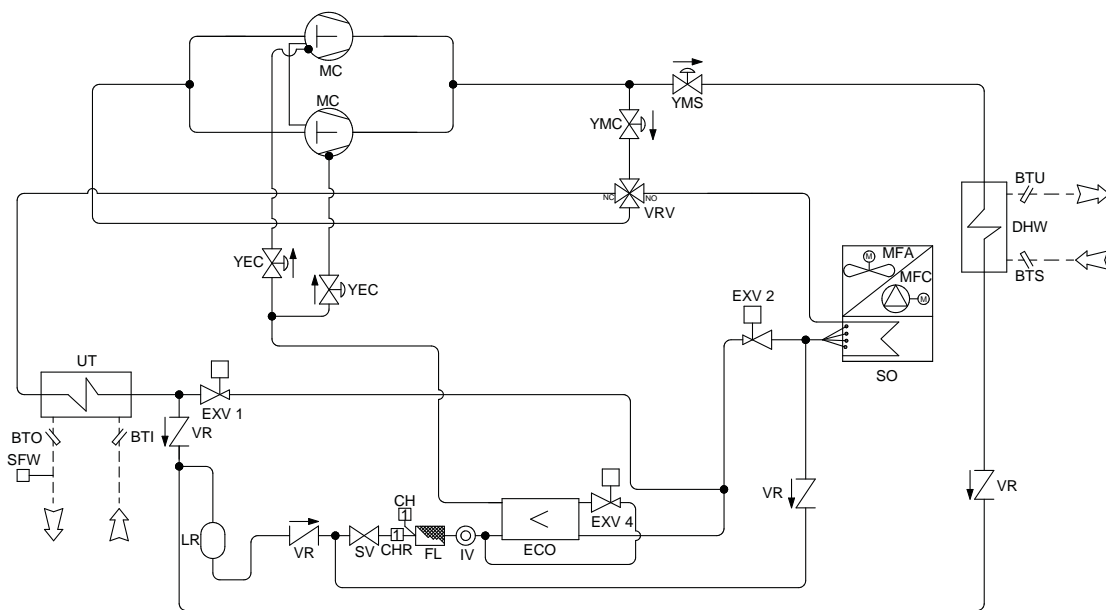 MC
YMS
MC
YMC
BTU
NC
NO
VRV
DHW
MFA
M
YEC
BTS
MFC
YEC
M
EXV 2
UT
SO
EXV 1
BTO
BTI
VR
SFW
CH
1
VR
VR
EXV 4
LR
1
VR
SV
CHR
FL
IV
ECO